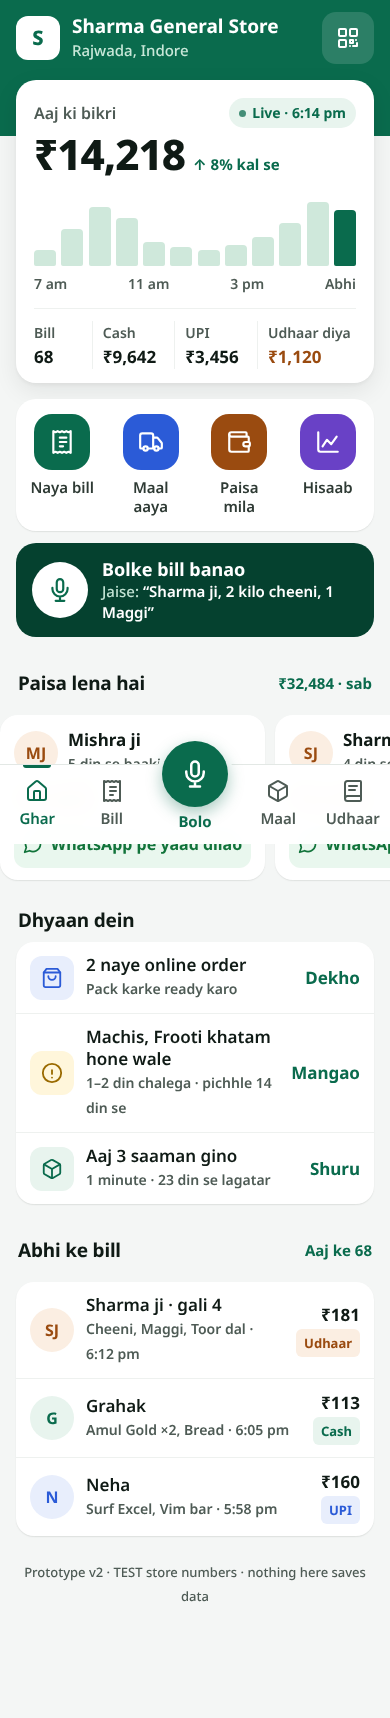 S
Sharma General Store
Rajwada, Indore
Aaj ki bikri
Live · 6:14 pm
₹14,218 ↑ 8% kal se
7 am 11 am 3 pm Abhi
Bill Cash UPI Udhaar diya
68 ₹9,642 ₹3,456 ₹1,120
Naya bill Maal Paisa Hisaab
aaya mila
Bolke bill banao
Jaise: “Sharma ji, 2 kilo cheeni, 1
Maggi”
Paisa lena hai ₹32,484 · sab
MJ Mishra ji SJ Sharm
Ghar Bill Bolo Maal Udhaar
WhatsApp pe yaad dilao WhatsAp
Dhyaan dein
2 naye online order
Pack karke ready karo
Dekho
Machis, Frooti khatam
hone wale
1–2 din chalega · pichhle 14
din se
Mangao
Aaj 3 saaman gino
1 minute · 23 din se lagatar
Shuru
Abhi ke bill Aaj ke 68
SJ
Sharma ji · gali 4
Cheeni, Maggi, Toor dal ·
6:12 pm
₹181
Udhaar
G
Grahak
Amul Gold ×2, Bread · 6:05 pm
₹113
Cash
N
Neha
Surf Excel, Vim bar · 5:58 pm
₹160
UPI
Prototype v2 · TEST store numbers · nothing here saves
data